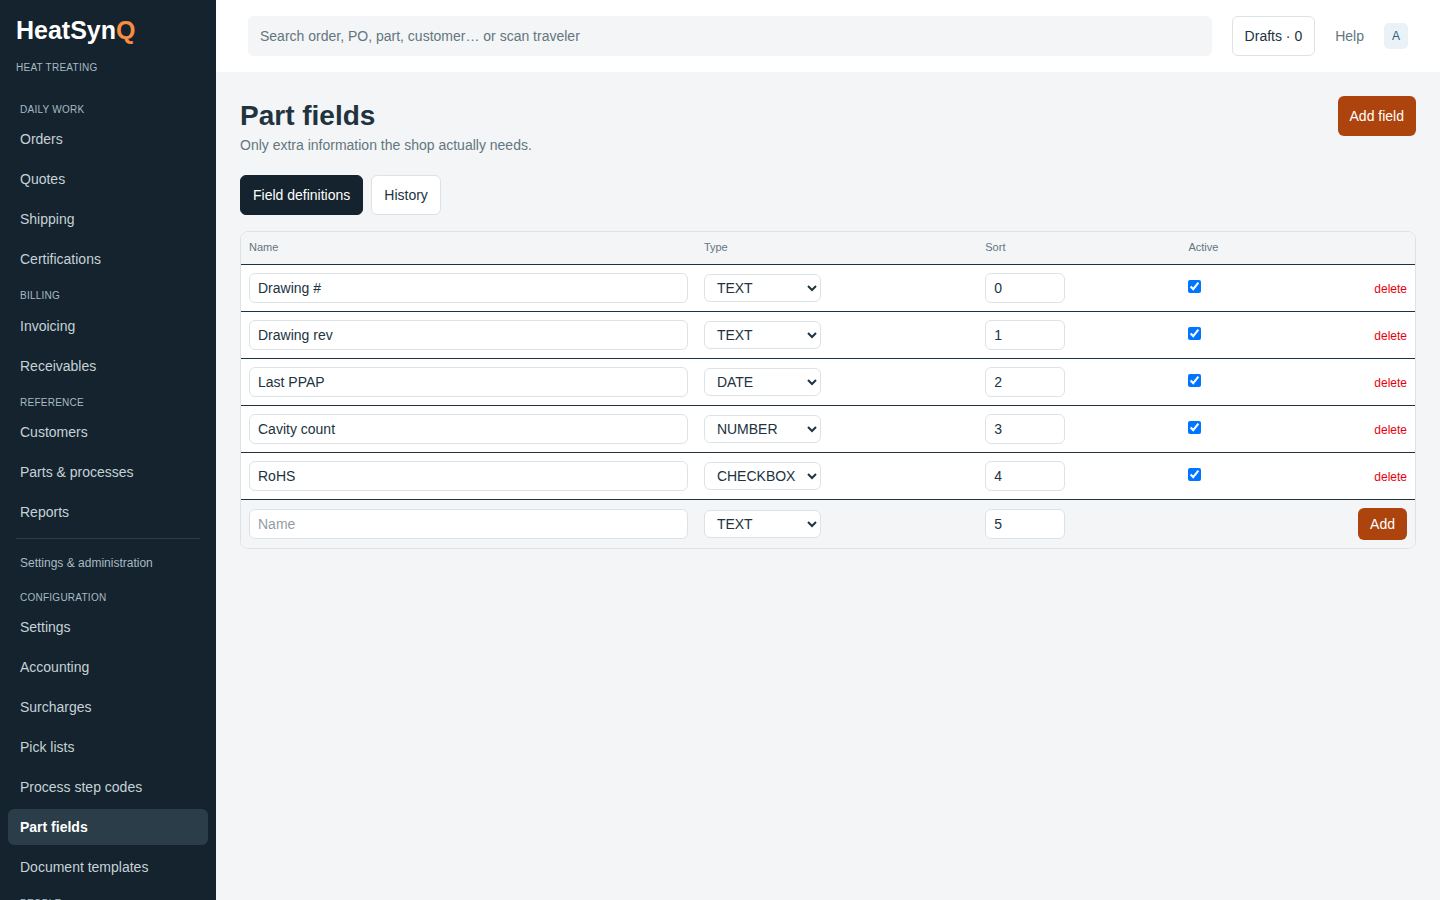 HeatSynQ
HEAT TREATING
DAILY WORK
Orders
Quotes
Shipping
Certifications
BILLING
Invoicing
Receivables
REFERENCE
Customers
Parts & processes
Reports
Settings & administration
CONFIGURATION
Settings
Accounting
Surcharges
Pick lists
Process step codes
Part fields
Document templates
Search order, PO, part, customer… or scan traveler
Drafts · 0
Help
A
Part fields
Only extra information the shop actually needs.
Add field
Field definitions
History
Name Type Sort Active
Drawing # TEXT 0 delete
Drawing rev TEXT 1 delete
Last PPAP DATE 2 delete
Cavity count NUMBER 3 delete
RoHS CHECKBOX 4 delete
Name TEXT 5 Add